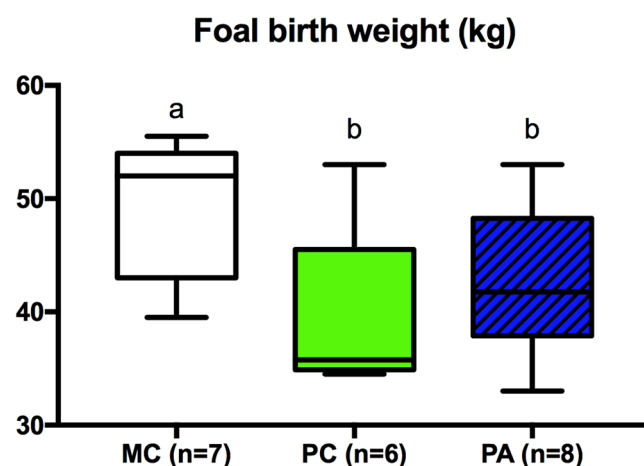 Foal birth weight (kg)
60
a
b
b
50
40
30
MC (n=7)
PC (n=6)
PA (n=8)